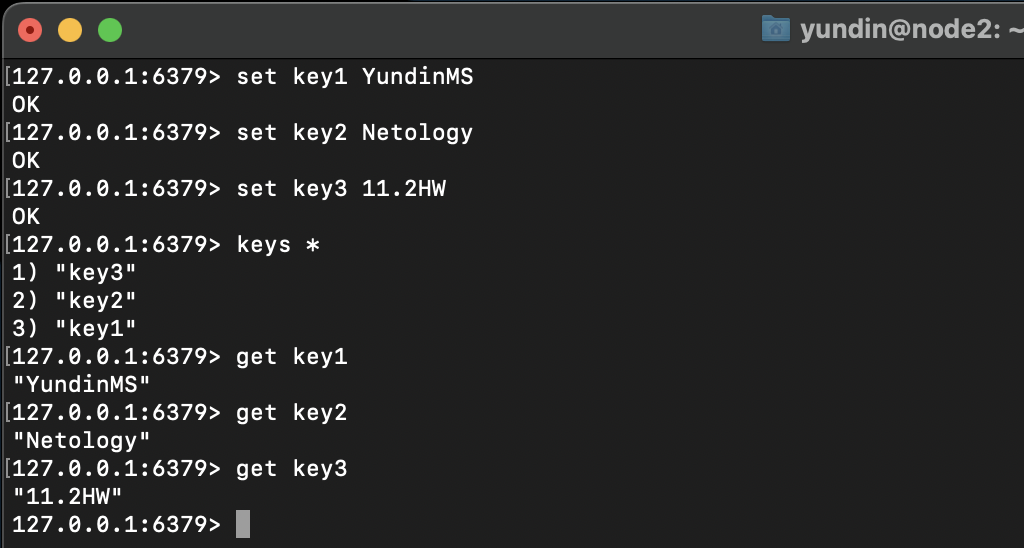 yundin@node2: ~
[127.0.0.1:6379> set key1 YundinMS
OK
[127.0.0.1:6379> set key2 Netology
OK
[127.0.0.1:6379> set key3 11.2HW
OK
[127.0.0.1:6379> keys *
1) "key3"
2) "key2"
3) "key1"
[127.0.0.1:6379> get key1
"YundinMS"
[127.0.0.1:6379> get key2
"Netology"
[127.0.0.1:6379> get key3
"11.2HW"
127.0.0.1:6379>